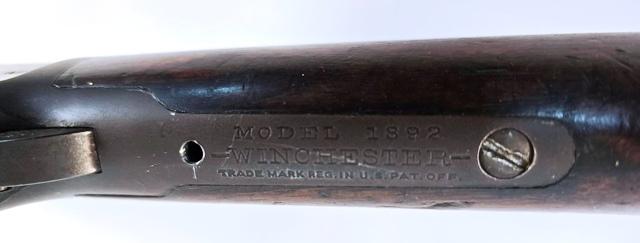 MODEL 1892
-WINCHESTER-
TRADE MARK REG. IN U.S. PAT. OFF.